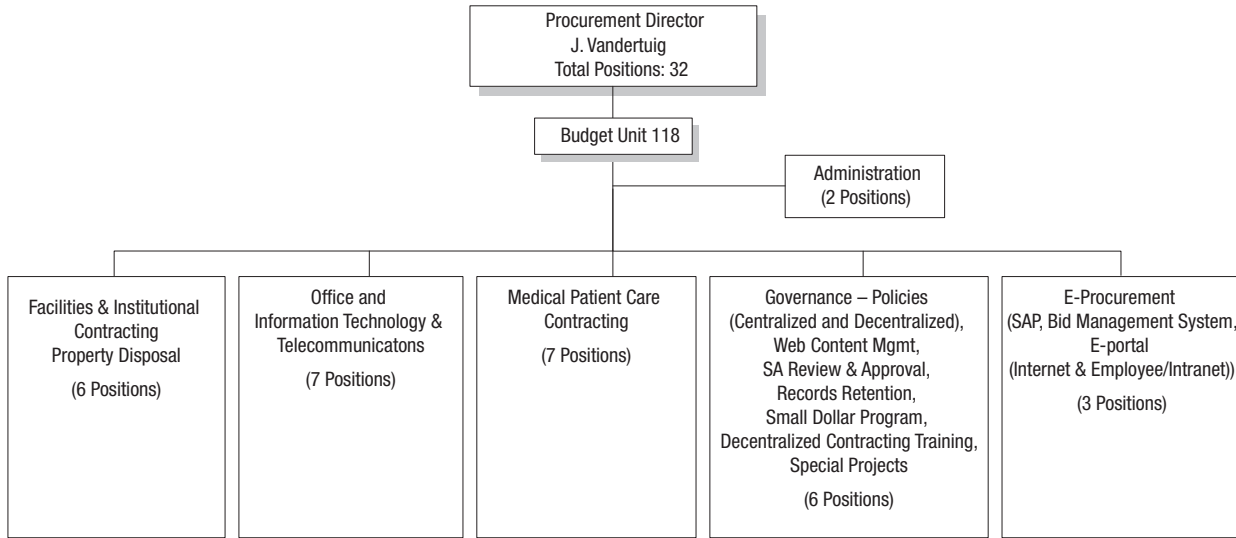 Procurement Director
J. Vandertuig
Total Positions: 32
Budget Unit 118
Administration
(2 Positions)
Facilities & Institutional
Contracting
Property Disposal
(6 Positions)
Office and
Information Technology &
Telecommunicatons
(7 Positions)
Medical Patient Care
Contracting
(7 Positions)
Governance – Policies
(Centralized and Decentralized),
Web Content Mgmt,
SA Review & Approval,
Records Retention,
Small Dollar Program,
Decentralized Contracting Training,
Special Projects
(6 Positions)
E-Procurement
(SAP, Bid Management System,
E-portal
(Internet & Employee/Intranet))
(3 Positions)